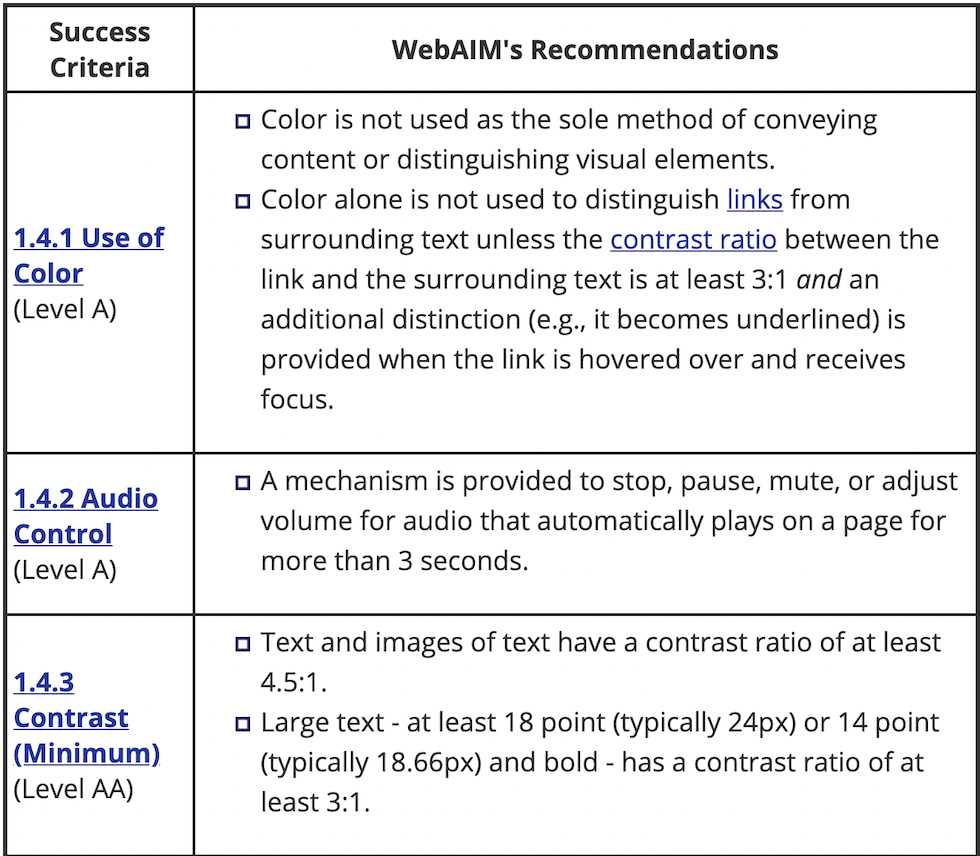 Success
Criteria
WebAIM's Recommendations
1.4.1 Use of
Color
(Level A)
Color is not used as the sole method of conveying
content or distinguishing visual elements.
Color alone is not used to distinguish links from
surrounding text unless the contrast ratio between the
link and the surrounding text is at least 3:1 and an
additional distinction (e.g., it becomes underlined) is
provided when the link is hovered over and receives
focus.
1.4.2 Audio
Control
(Level A)
A mechanism is provided to stop, pause, mute, or adjust
volume for audio that automatically plays on a page for
more than 3 seconds.
1.4.3
Contrast
(Minimum)
(Level AA)
Text and images of text have a contrast ratio of at least
4.5:1.
Large text - at least 18 point (typically 24px) or 14 point
(typically 18.66px) and bold - has a contrast ratio of at
least 3:1.